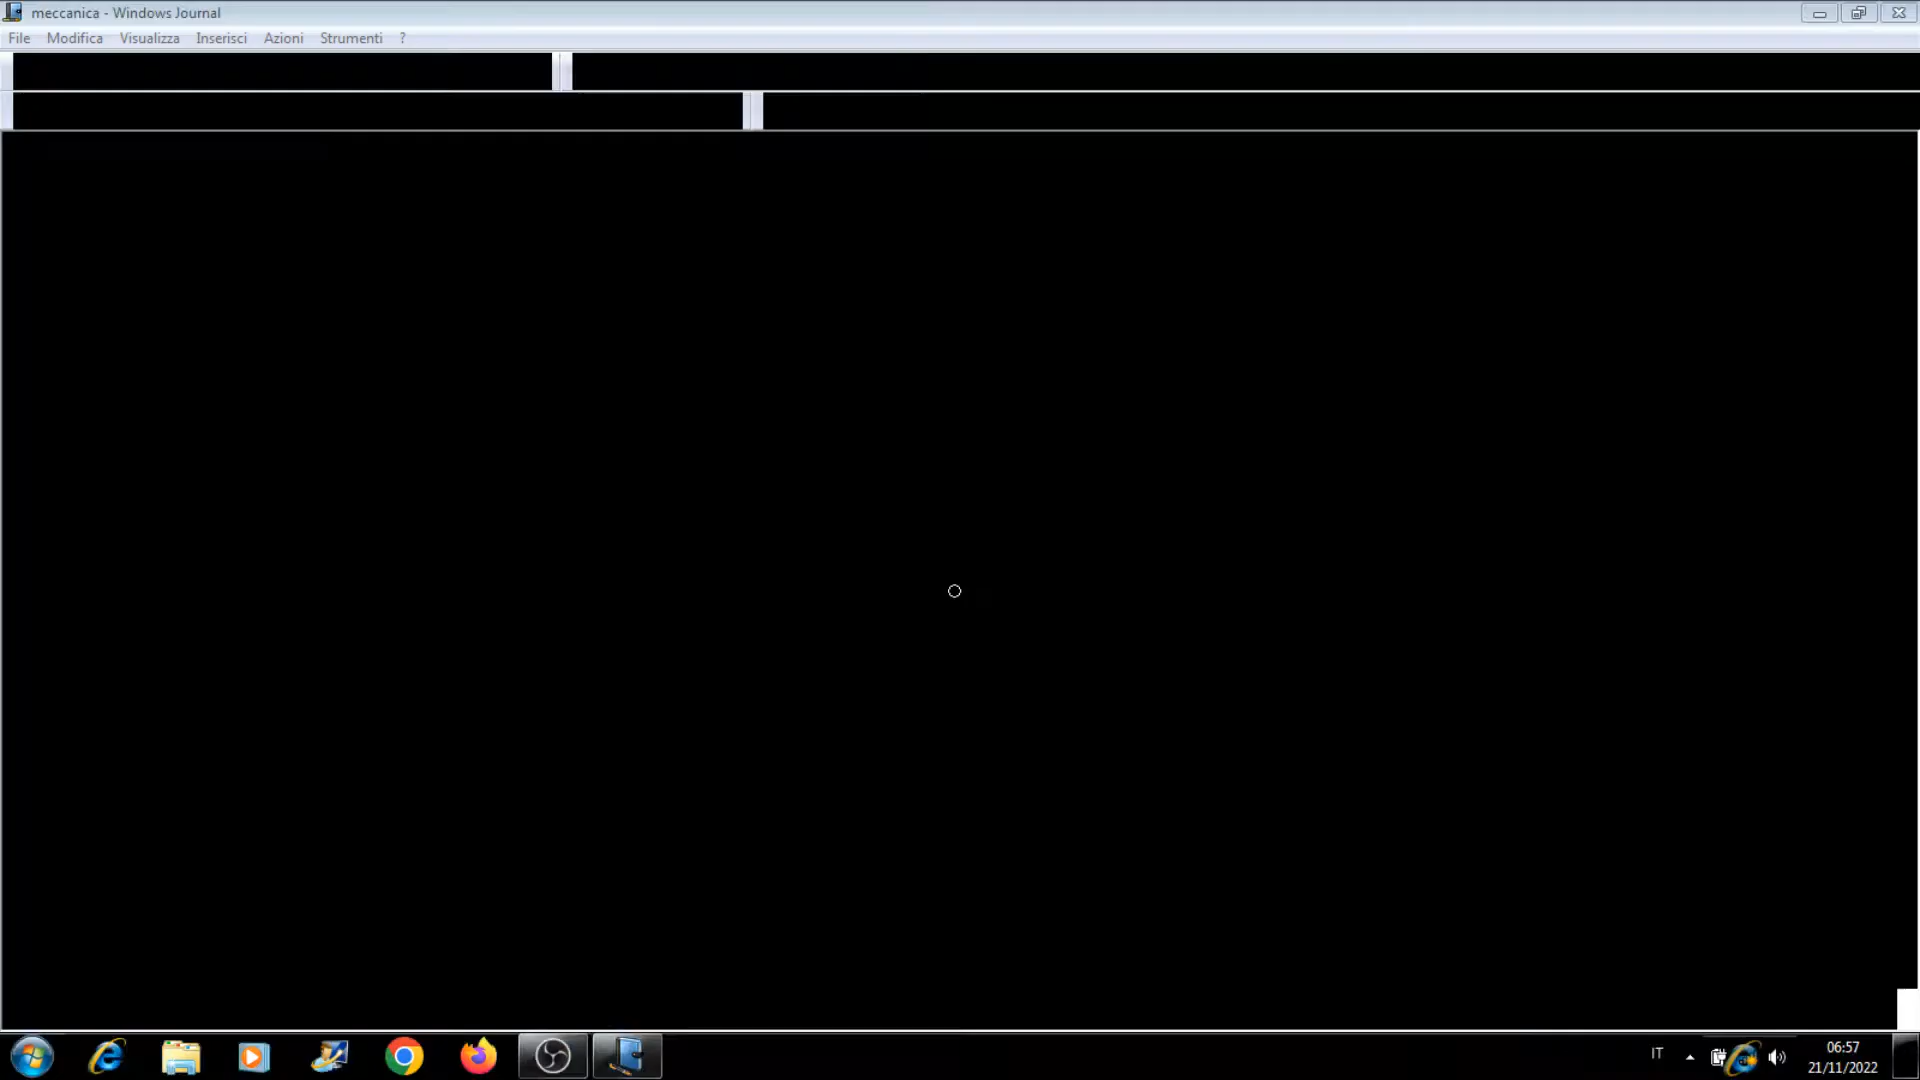 meccanica - Windows Journal
File Modifica Visualizza Inserisci Azioni Strumenti ?
IT
06:57
21/11/2022